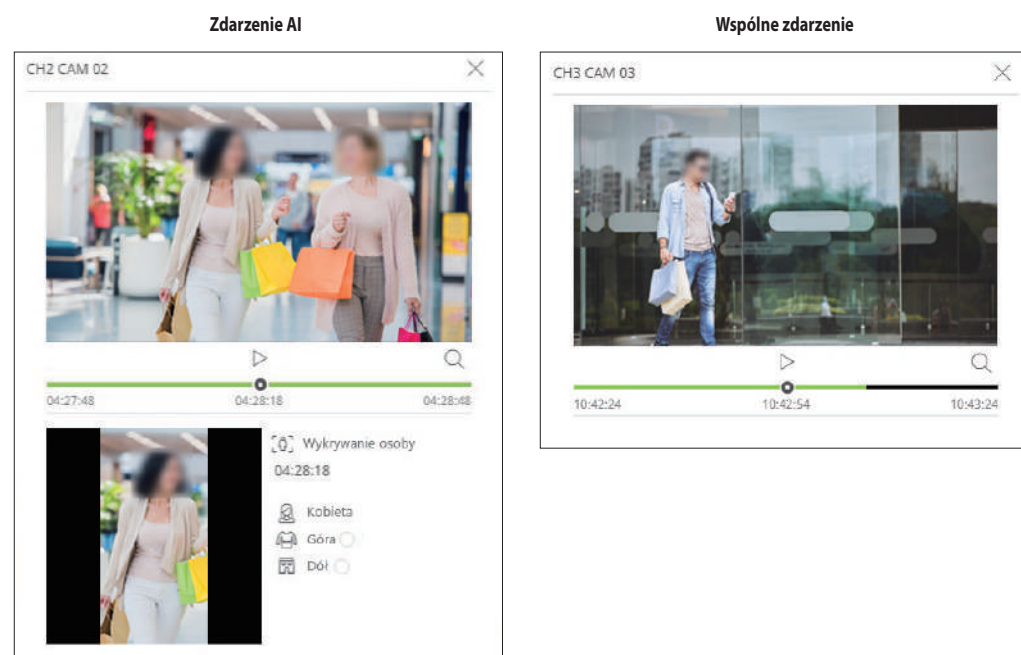 Zdarzenie AI
CH2 CAM 02
04:27:48
04:28:18
04:28:48
Wykrywanie osoby
04:28:18
Kobieta
Góra
Dół
Wspólne zdarzenie
CH3 CAM 03
10:42:24
10:42:54
10:43:24